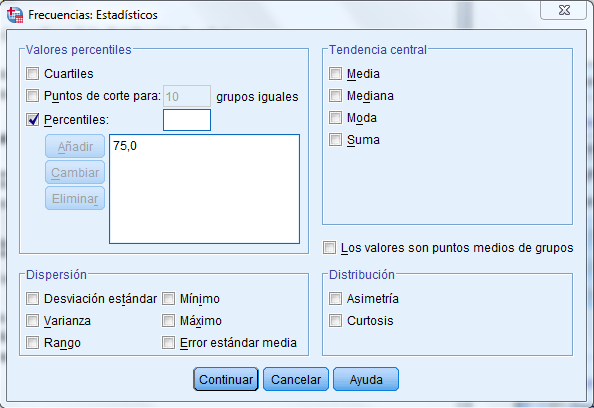 Frecuencias: Estadísticos
Valores percentiles
Cuartiles
Puntos de corte para: 10 grupos iguales
Percentiles:
Añadir
Cambiar
Eliminar
75,0
Tendencia central
Media
Mediana
Moda
Suma
Los valores son puntos medios de grupos
Dispersión
Desviación estándar Mínimo
Varianza Máximo
Rango Error estándar media
Distribución
Asimetría
Curtosis
Continuar Cancelar Ayuda